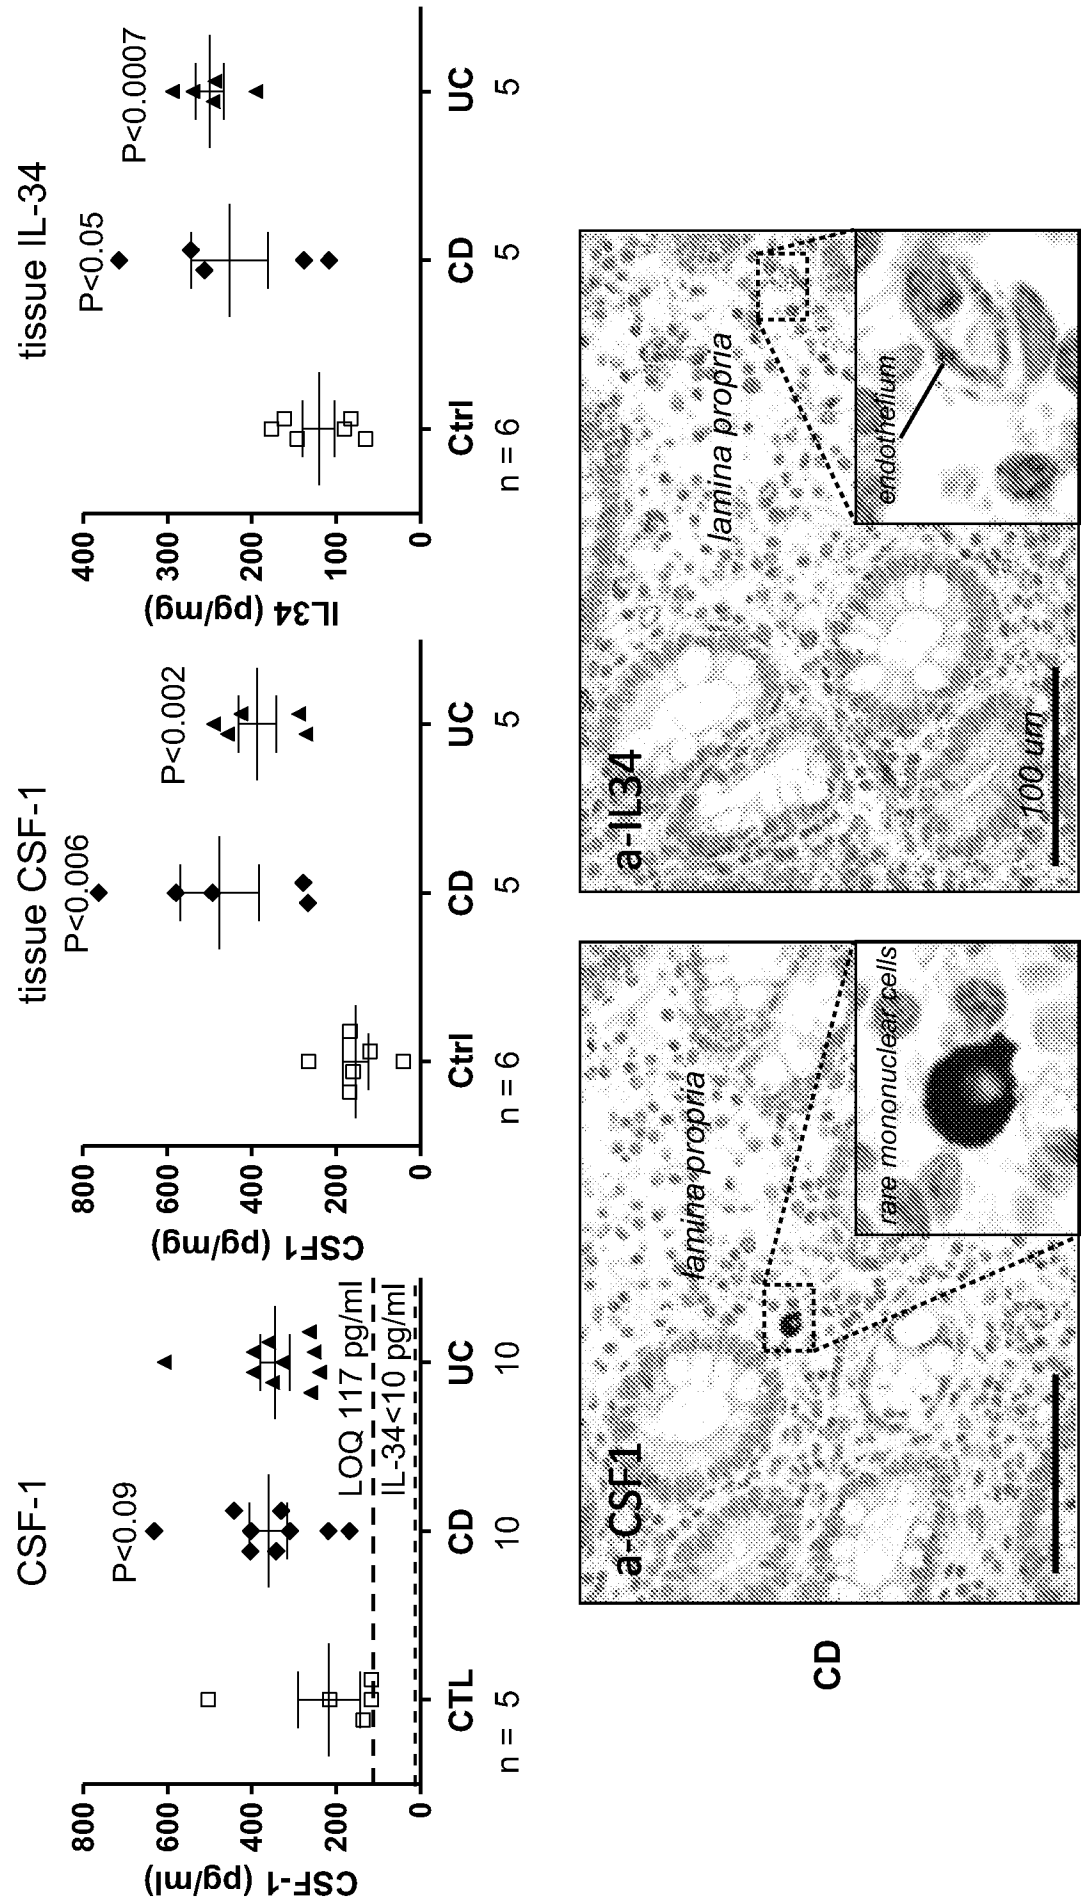 CSF-1
CSF-1 (pg/ml)
800
600
400
200
0
P<0.09
LOQ 117 pg/ml
IL-34<10 pg/ml
CTL
CD
UC
n = 5
10
10
tissue CSF-1
CSF1 (pg/mg)
800
600
400
200
0
P<0.006
P<0.002
Ctrl
CD
UC
n = 6
5
5
tissue IL-34
IL34 (pg/mg)
400
300
200
100
0
P<0.05
P<0.0007
Ctrl
CD
UC
n = 6
5
5
CD
a-CSF1
lamina propria
rare mononuclear cells
a-IL34
lamina propria
endothelium
100 um